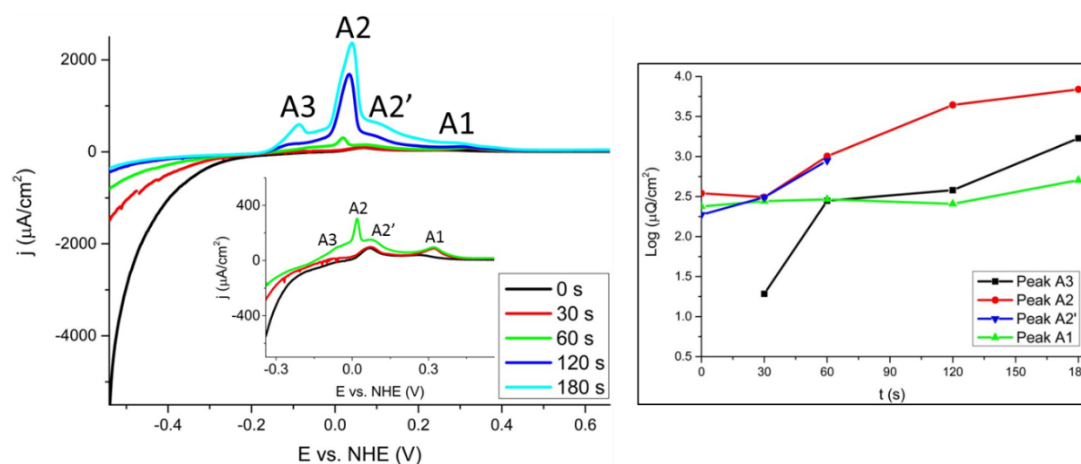 A2
A3
A2'
A1
2000
0
-2000
-4000
j (μA/cm²)
400
0
-400
j (μA/cm²)
A2
A3
A2'
A1
-0.3
0.0
0.3
E vs. NHE (V)
0 s
30 s
60 s
120 s
180 s
-0.4
-0.2
0.0
0.2
0.4
0.6
E vs. NHE (V)
4.0
3.5
3.0
2.5
2.0
1.5
1.0
0.5
Log (μQ/cm²)
Peak A3
Peak A2
Peak A2'
Peak A1
0
30
60
90
120
150
180
t (s)